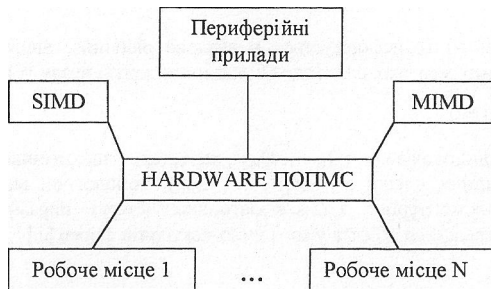 Периферійні
прилади
SIMD
MIMD
HARDWARE ПОПМС
Робоче місце 1
...
Робоче місце N